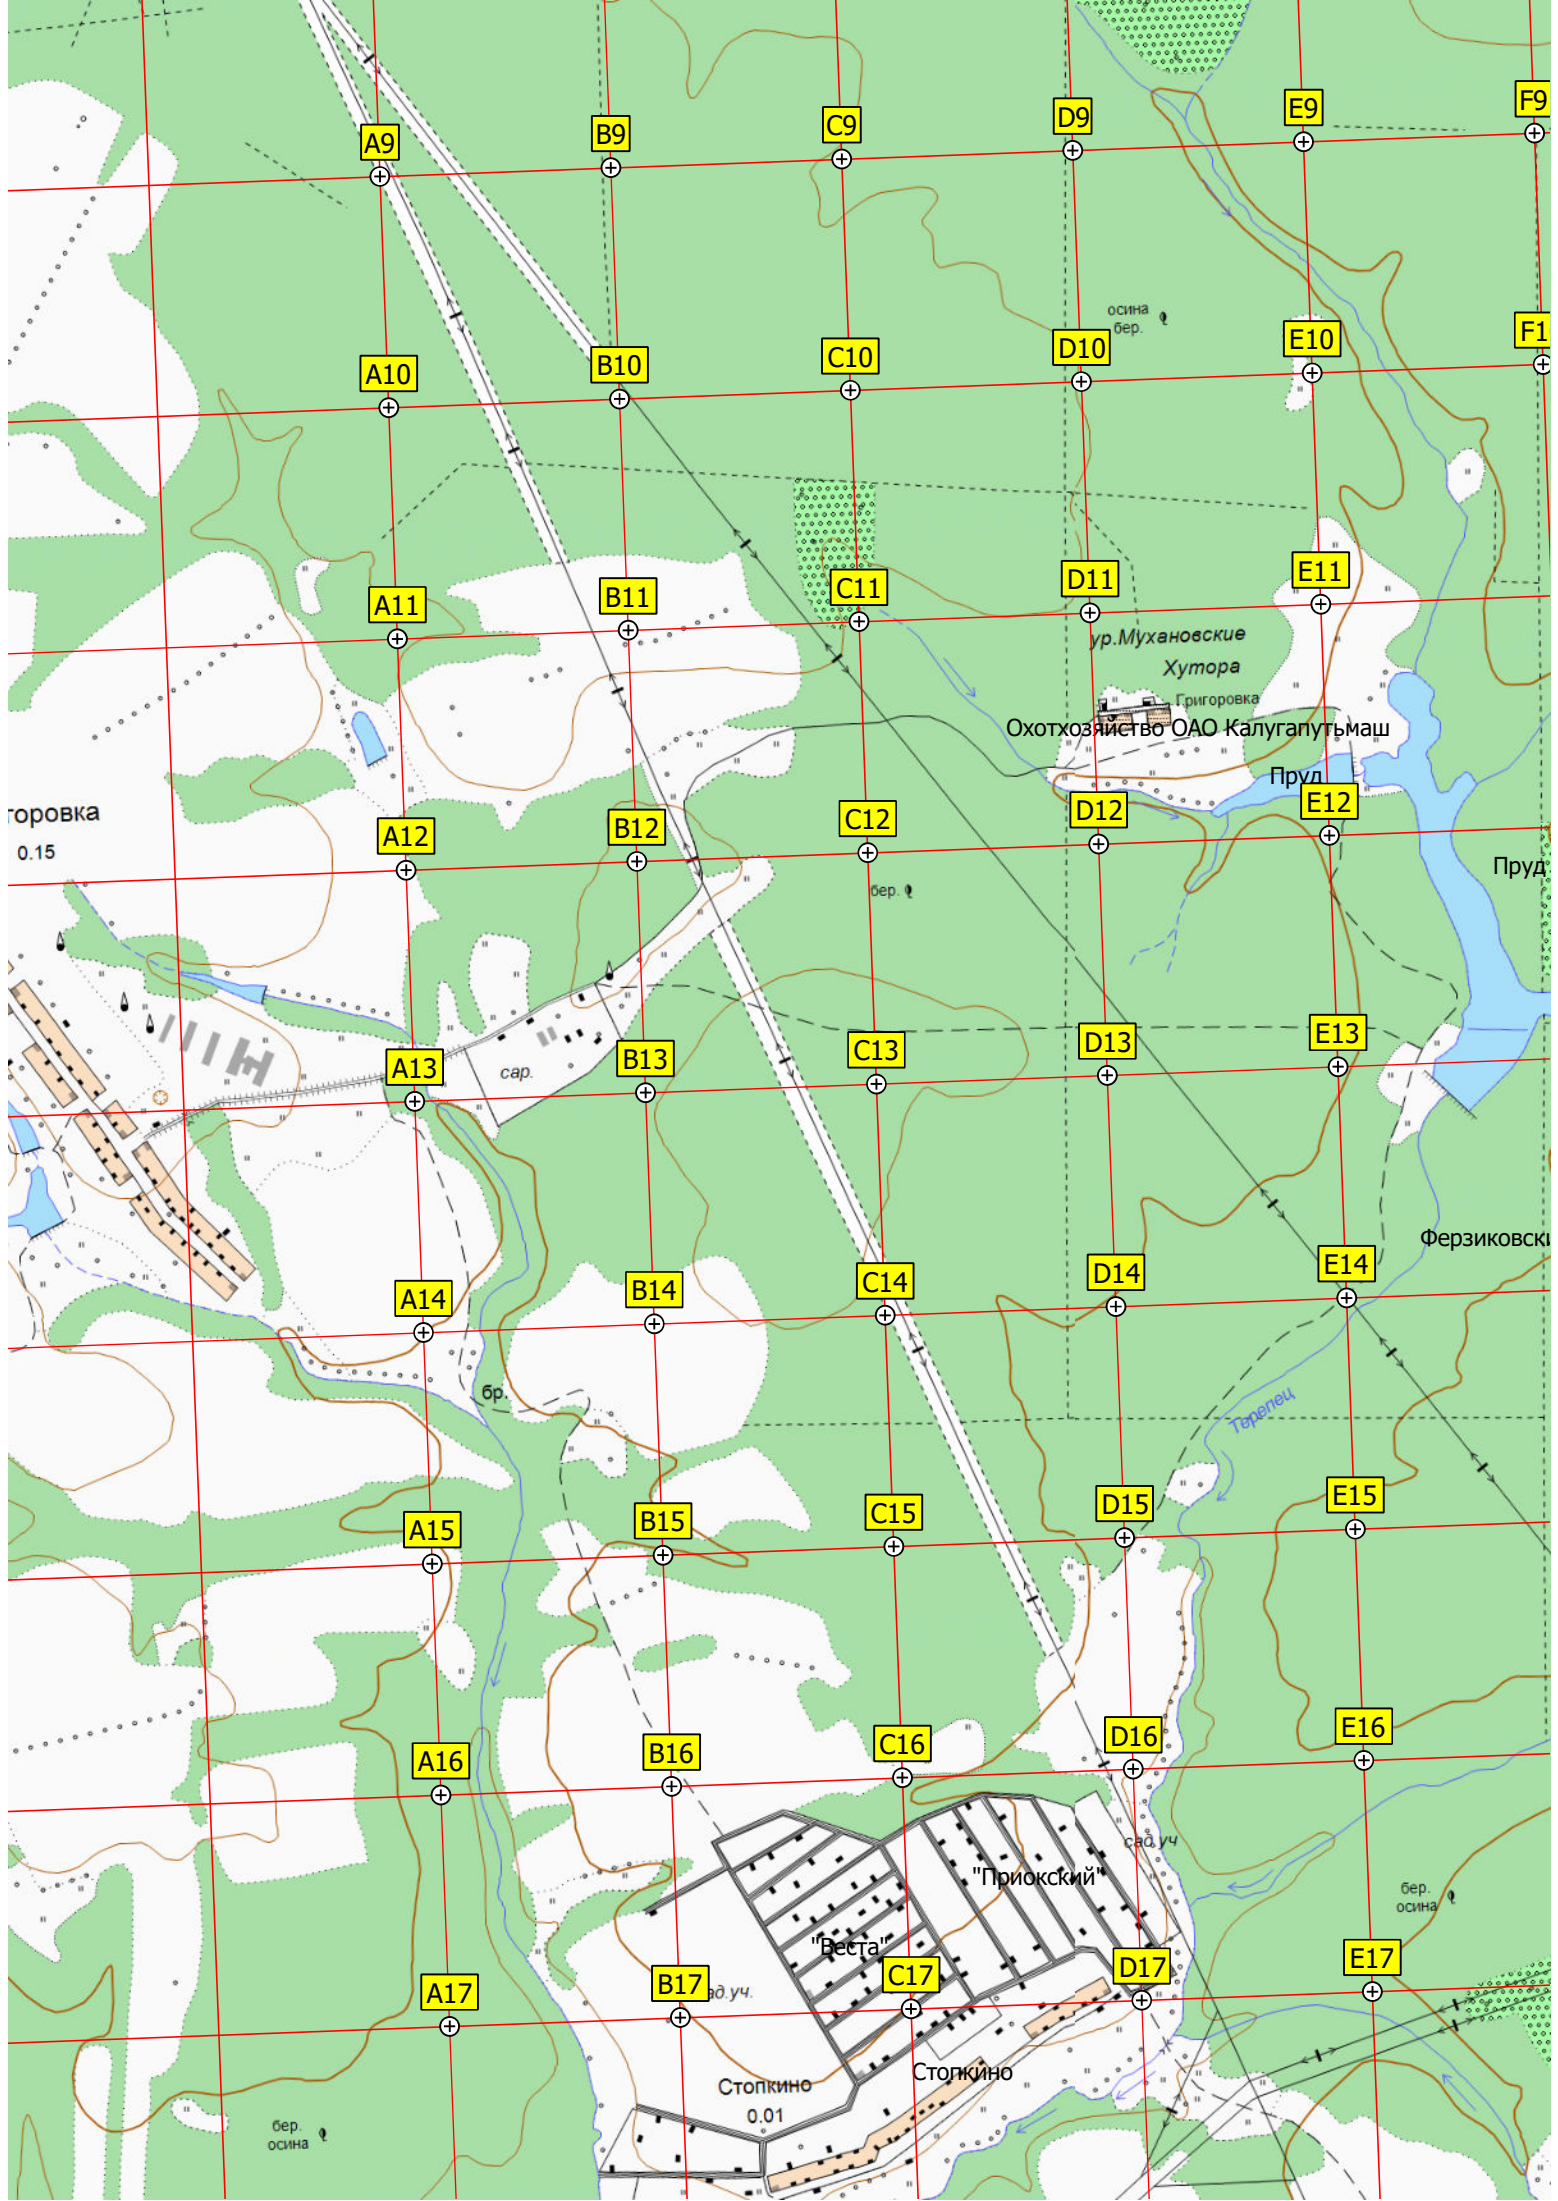 A9
B9
C9
D9
E9
F9
осина
бер.
A10
B10
C10
D10
E10
F1
A11
B11
C11
D11
E11
ур.Мухановские
Хутора
Григоровка
Охотхозяйство ОАО Калугапутьмаш
Пруд
горовка
0.15
A12
B12
C12
D12
E12
Пруд
бер.
A13
сар.
B13
C13
D13
E13
Ферзиковски
A14
B14
C14
D14
E14
бр.
Терепец
A15
B15
C15
D15
E15
A16
B16
C16
D16
E16
сад.уч
"Приокский"
бер.
осина
"Веста"
A17
B17
ад.уч.
C17
D17
E17
Стопкино
Стопкино
0.01
бер.
осина